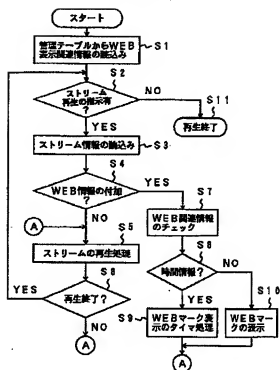 スタート
管理テーブルからWEB
表示関連情報の読込み
S1
S2
ストリーム
再生の指示有
?
NO
S11
再生終了
YES
ストリーム情報の読込み
S3
S4
WEB情報の付加
?
YES
NO
S7
WEB関連情報
のチェック
A
S5
ストリームの再生処理
S8
時間情報?
NO
S6
YES
再生終了?
YES
S10
S9
WEBマーク表
示のタイマ処理
WEBマー
クの表示
NO
A
A